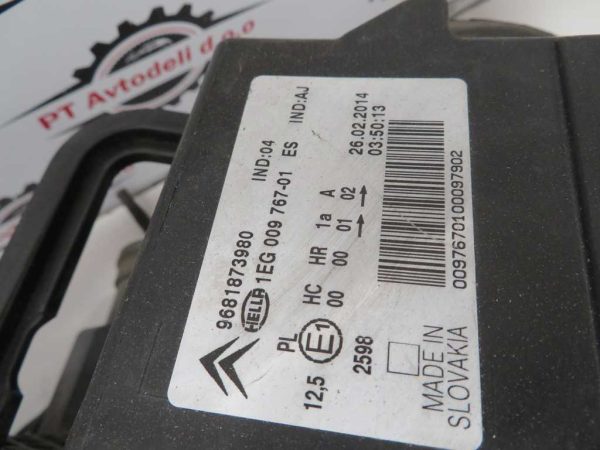 PT Avtodeli d.o.o
9681873980 IND:04
HELLA 1EG 009 767-01 ES IND:AJ
PL HC HR 1a A 26.02.2014
12,5 E1 00 00 01 02 03:50:13
2598
0097670100097902
MADE IN
SLOVAKIA